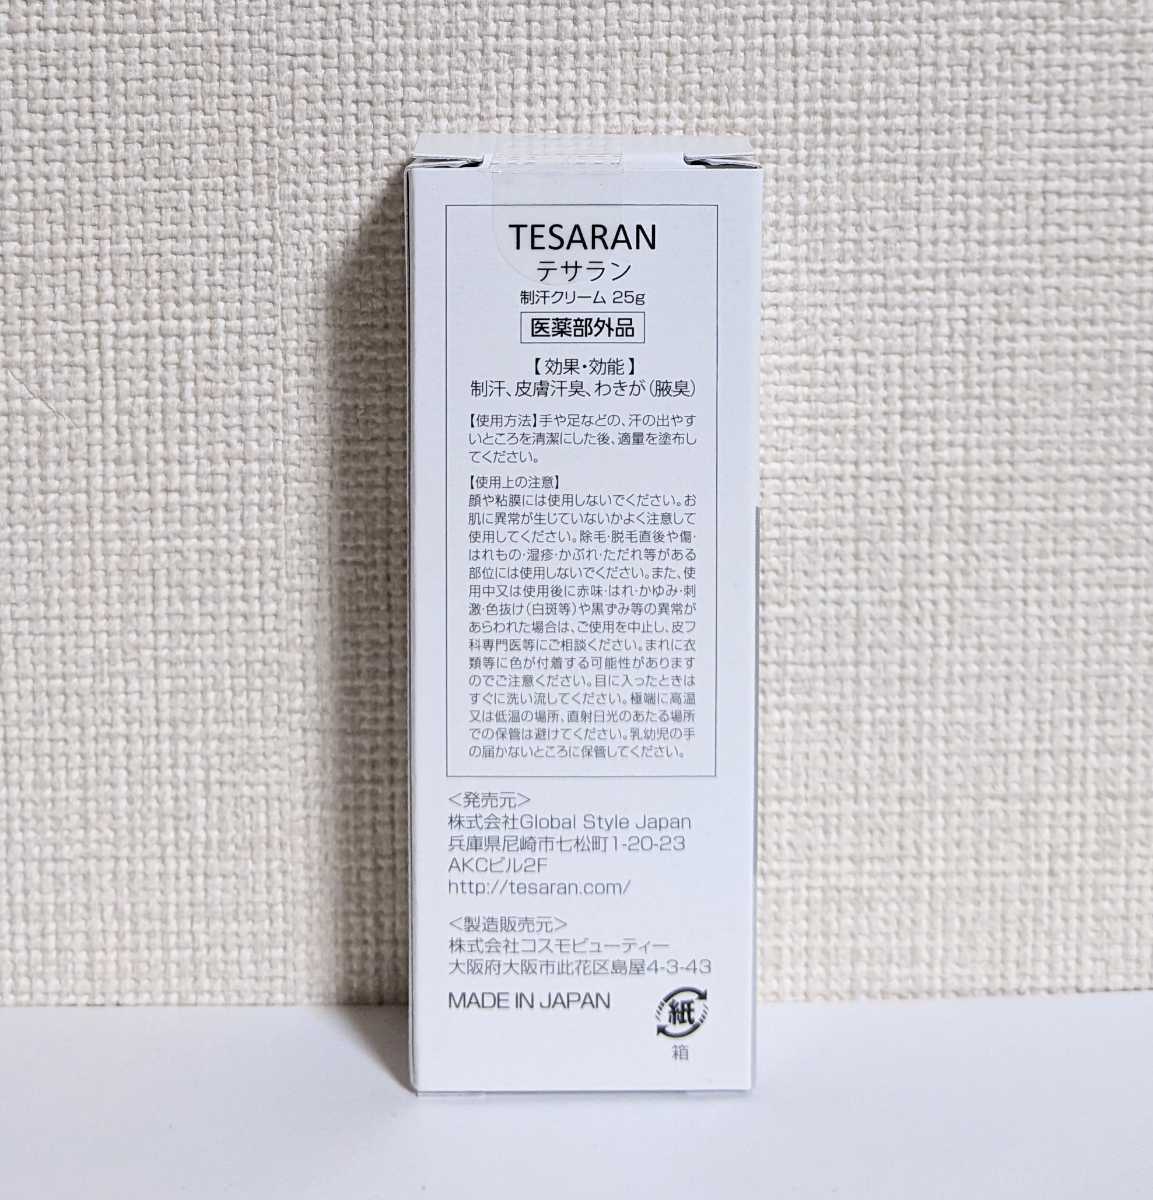 TESARAN
テサラン
制汗クリーム 25g
医薬部外品
【効果・効能】
制汗、皮膚汗臭、わきが(腋臭)
【使用方法】手や足などの、汗の出やす
いところを清潔にした後、適量を塗布し
てください。
【使用上の注意】
顔や粘膜には使用しないでください。お
肌に異常が生じていないかよく注意して
使用してください。除毛・脱毛直後や傷・
はれもの・湿疹・かぶれ・ただれ等がある
部位には使用しないでください。また、使
用中又は使用後に赤味・はれ・かゆみ・刺
激・色抜け(白斑等)や黒ずみ等の異常が
あらわれた場合は、ご使用を中止し、皮フ
科専門医等にご相談ください。まれに衣
類等に色が付着する可能性があります
のでご注意ください。目に入ったときは
すぐに洗い流してください。極端に高温
又は低温の場所、直射日光のあたる場所
での保管は避けてください。乳幼児の手
の届かないところに保管してください。
<発売元>
株式会社Global Style Japan
兵庫県尼崎市七松町1-20-23
AKCビル2F
http://tesaran.com/
<製造販売元>
株式会社コスモビューティー
大阪府大阪市此花区島屋4-3-43
MADE IN JAPAN
紙
箱